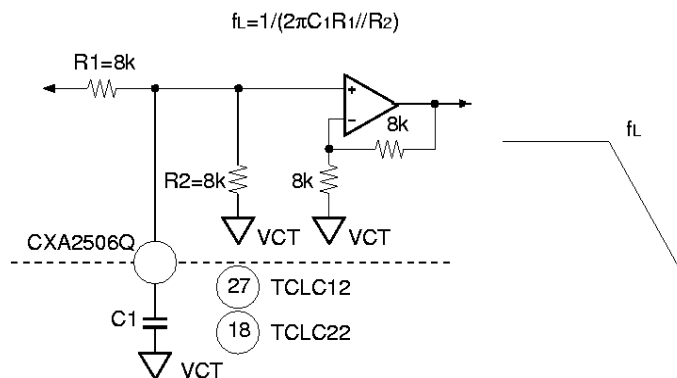 fL=1/(2πC1R1//R2)
R1=8k
+
−
8k
fL
R2=8k
8k
VCT
VCT
CXA2506Q
27
TCLC12
C1
18
TCLC22
VCT